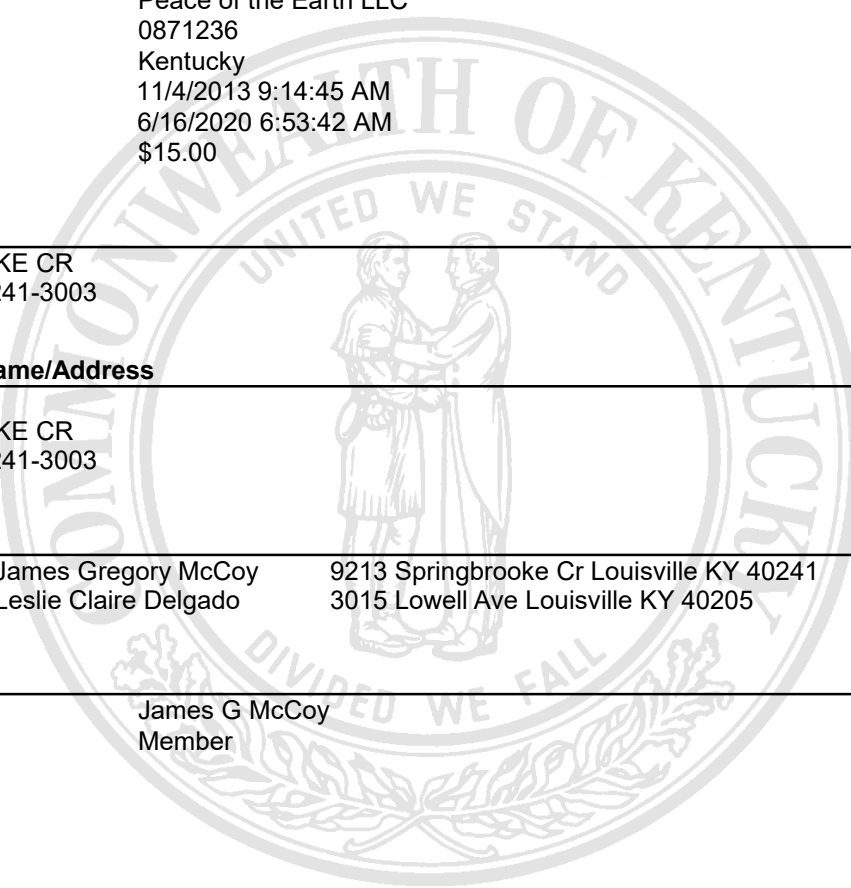 Peace of the Earth LLC
0871236
Kentucky
11/4/2013 9:14:45 AM
6/16/2020 6:53:42 AM
$15.00
COMMONWEALTH OF KENTUCKY
UNITED WE STAND
KE CR
241-3003
ame/Address
KE CR
241-3003
James Gregory McCoy 9213 Springbrooke Cr Louisville KY 40241
Leslie Claire Delgado 3015 Lowell Ave Louisville KY 40205
DIVIDED WE FALL
James G McCoy
Member